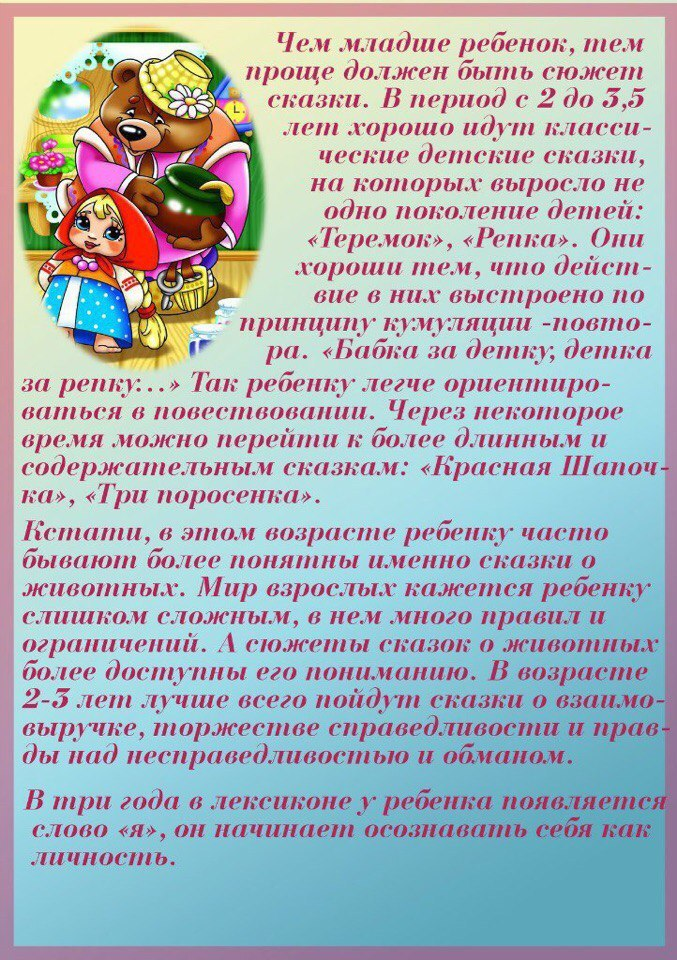 Чем младше ребенок, тем
проще должен быть сюжет
сказки. В период с 2 до 3,5
лет хорошо идут класси-
ческие детские сказки,
на которых выросло не
одно поколение детей:
«Теремок», «Репка». Они
хороши тем, что дейст-
вие в них выстроено по
принципу кумуляции -повто-
ра. «Бабка за детку, детка
за репку...» Так ребенку легче ориентиро-
ваться в повествовании. Через некоторое
время можно перейти к более длинным и
содержательным сказкам: «Красная Шапоч-
ка», «Три поросенка».
Кстати, в этом возрасте ребенку часто
бывают более понятны именно сказки о
животных. Мир взрослых кажется ребенку
слишком сложным, в нем много правил и
ограничений. А сюжеты сказок о животных
более доступны его пониманию. В возрасте
2-3 лет лучше всего пойдут сказки о взаимо-
выручке, торжестве справедливости и прав-
ды над несправедливостью и обманом.
В три года в лексиконе у ребенка появляется
слово «я», он начинает осознавать себя как
личность.